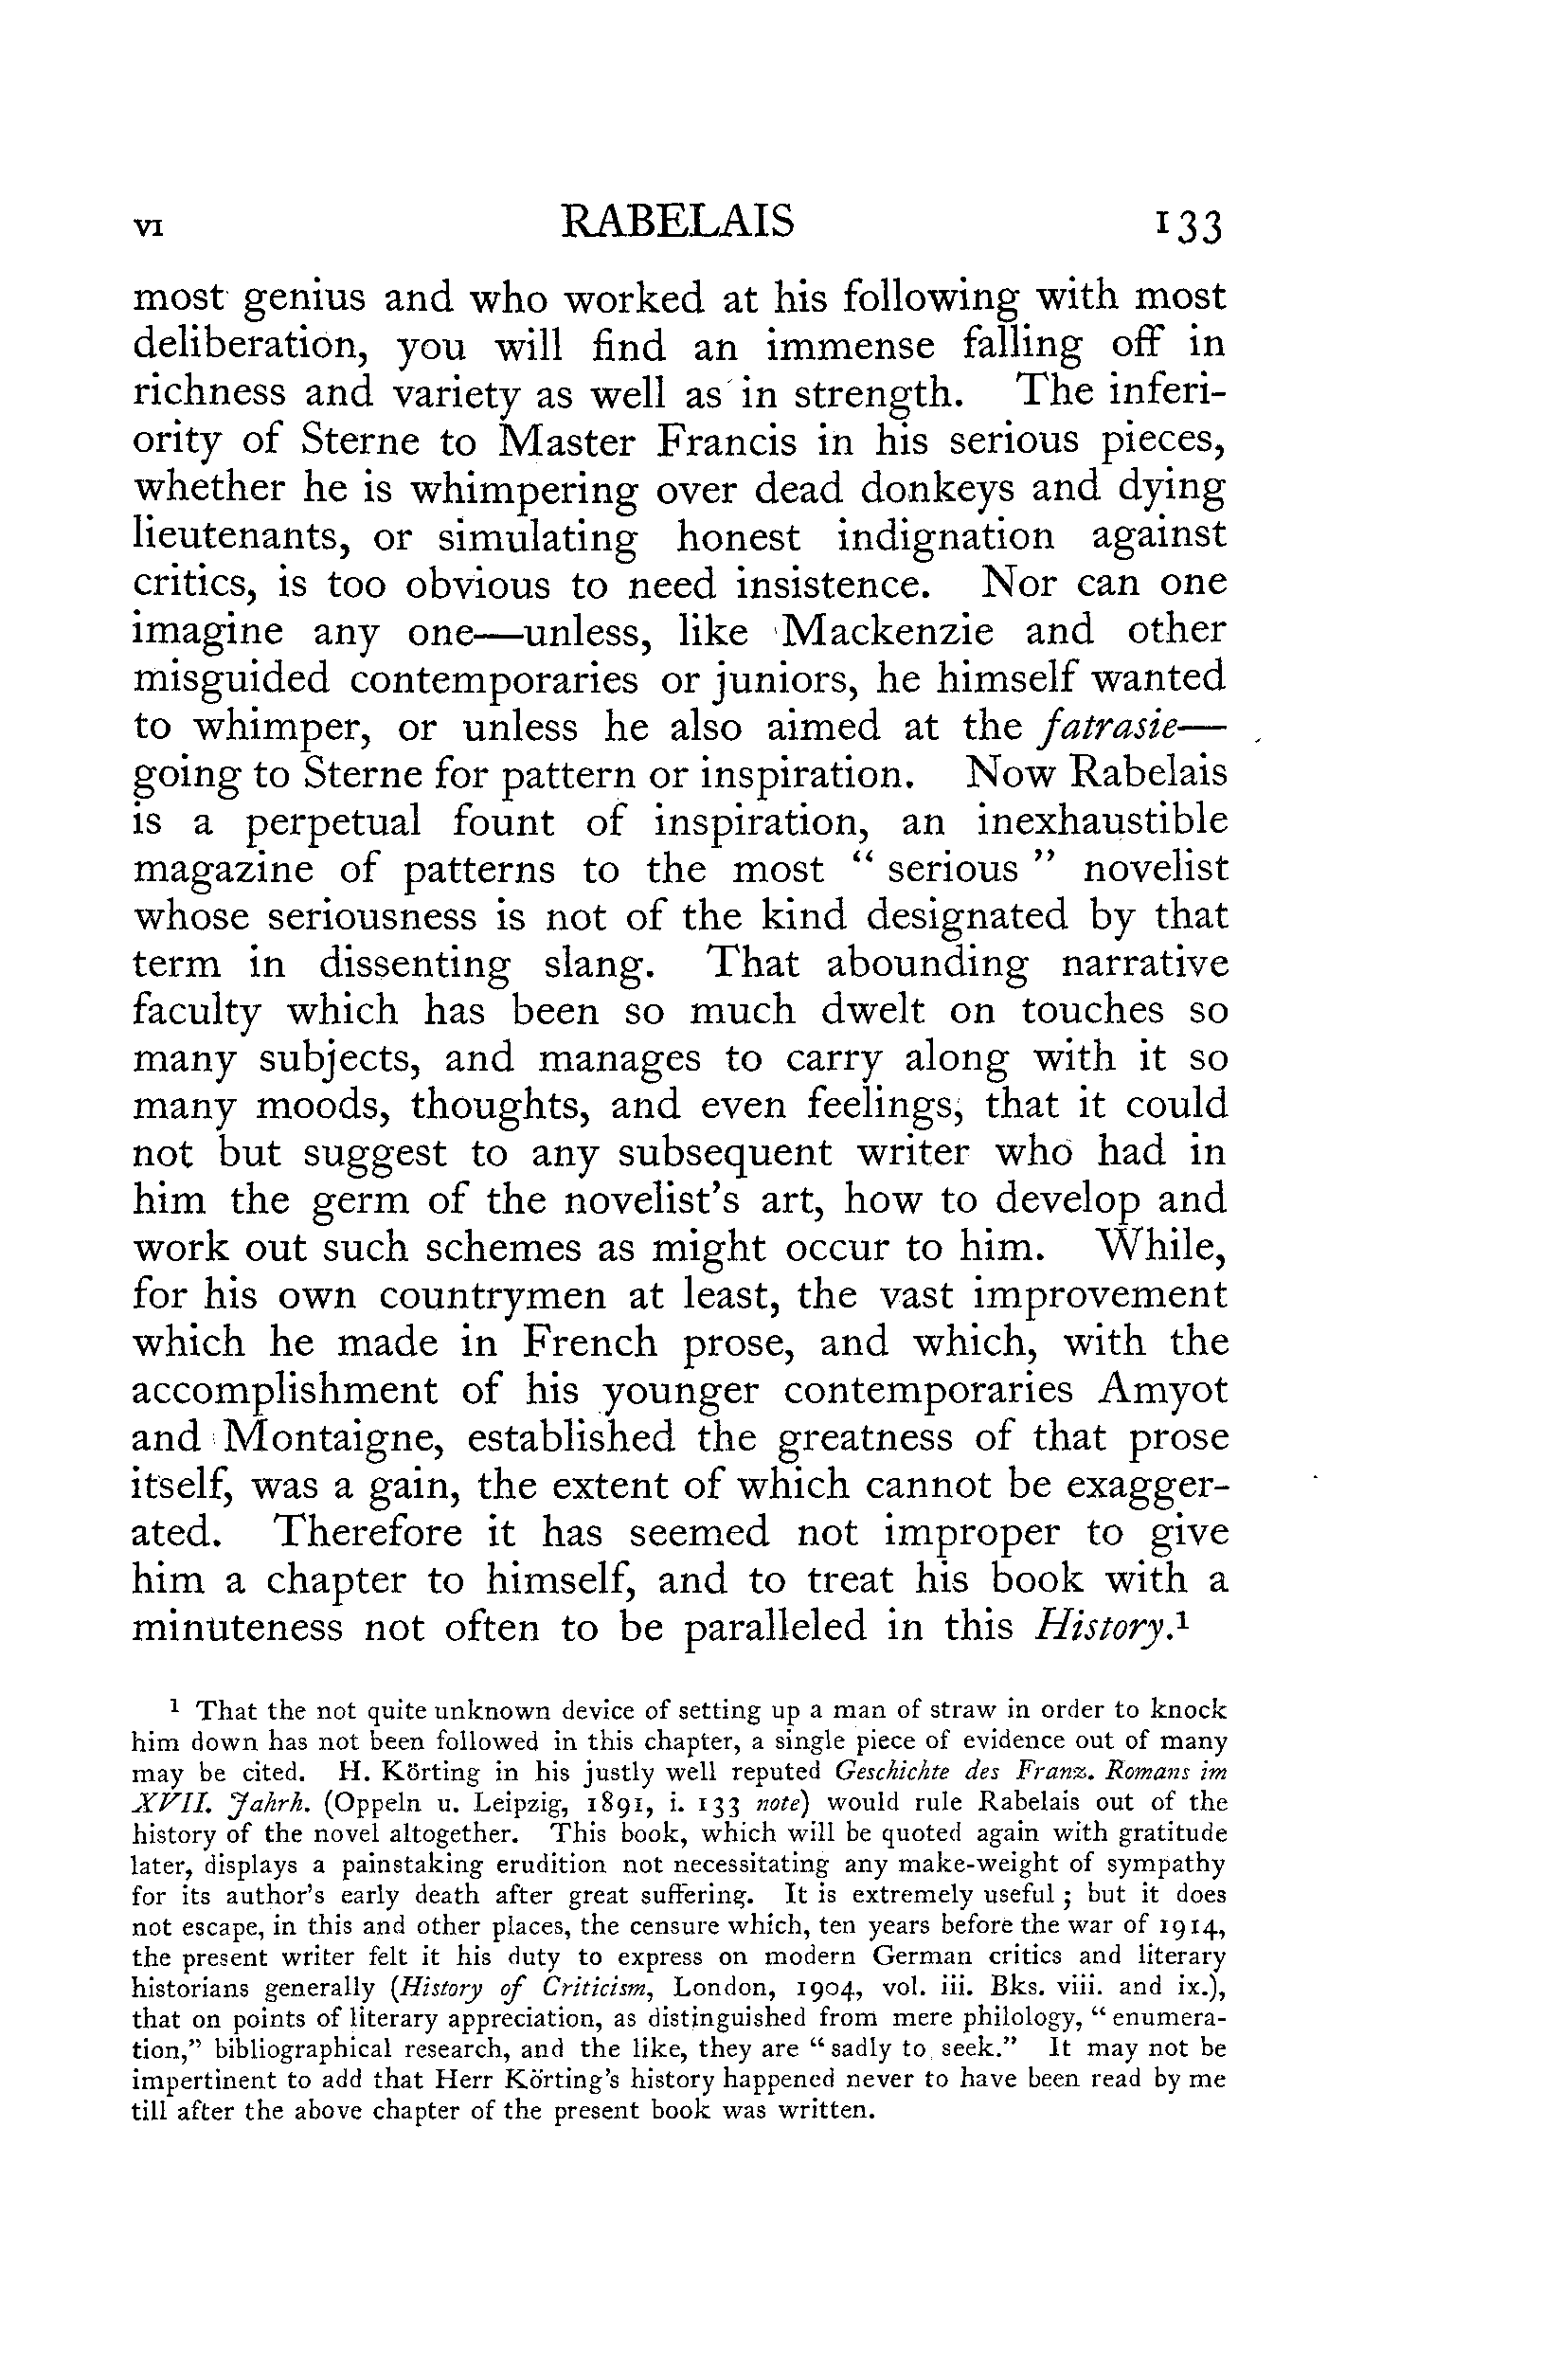 VI RABELAIS 133
most genius and who worked at his following with most
deliberation, you will find an immense falling off in
richness and variety as well as in strength. The inferi-
ority of Sterne to Master Francis in his serious pieces,
whether he is whimpering over dead donkeys and dying
lieutenants, or simulating honest indignation against
critics, is too obvious to need insistence. Nor can one
imagine any one—unless, like Mackenzie and other
misguided contemporaries or juniors, he himself wanted
to whimper, or unless he also aimed at the fatrasie—
going to Sterne for pattern or inspiration. Now Rabelais
is a perpetual fount of inspiration, an inexhaustible
magazine of patterns to the most “ serious ” novelist
whose seriousness is not of the kind designated by that
term in dissenting slang. That abounding narrative
faculty which has been so much dwelt on touches so
many subjects, and manages to carry along with it so
many moods, thoughts, and even feelings, that it could
not but suggest to any subsequent writer who had in
him the germ of the novelist’s art, how to develop and
work out such schemes as might occur to him. While,
for his own countrymen at least, the vast improvement
which he made in French prose, and which, with the
accomplishment of his younger contemporaries Amyot
and Montaigne, established the greatness of that prose
itself, was a gain, the extent of which cannot be exagger-
ated. Therefore it has seemed not improper to give
him a chapter to himself, and to treat his book with a
minuteness not often to be paralleled in this History.¹
¹ That the not quite unknown device of setting up a man of straw in order to knock
him down has not been followed in this chapter, a single piece of evidence out of many
may be cited. H. Körting in his justly well reputed Geschichte des Franz. Romans im
XVII. Jahrh. (Oppeln u. Leipzig, 1891, i. 133 note) would rule Rabelais out of the
history of the novel altogether. This book, which will be quoted again with gratitude
later, displays a painstaking erudition not necessitating any make-weight of sympathy
for its author’s early death after great suffering. It is extremely useful ; but it does
not escape, in this and other places, the censure which, ten years before the war of 1914,
the present writer felt it his duty to express on modern German critics and literary
historians generally (History of Criticism, London, 1904, vol. iii. Bks. viii. and ix.),
that on points of literary appreciation, as distinguished from mere philology, “ enumera-
tion,” bibliographical research, and the like, they are “ sadly to seek.” It may not be
impertinent to add that Herr Körting’s history happened never to have been read by me
till after the above chapter of the present book was written.